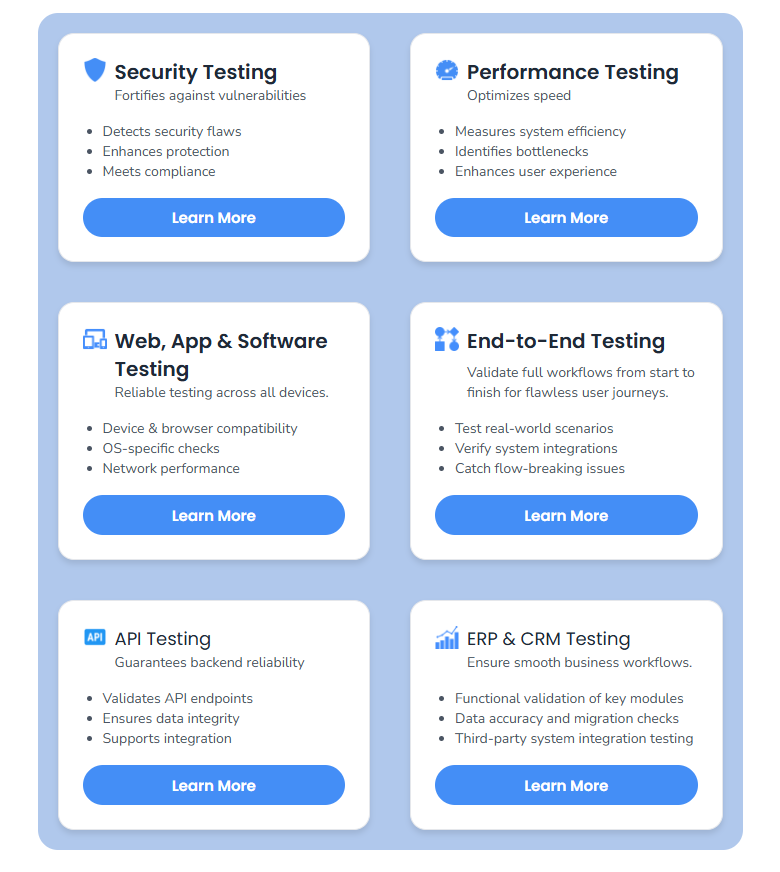 Security Testing
Fortifies against vulnerabilities
• Detects security flaws
• Enhances protection
• Meets compliance
Learn More
Performance Testing
Optimizes speed
• Measures system efficiency
• Identifies bottlenecks
• Enhances user experience
Learn More
Web, App & Software
Testing
Reliable testing across all devices.
• Device & browser compatibility
• OS-specific checks
• Network performance
Learn More
End-to-End Testing
Validate full workflows from start to
finish for flawless user journeys.
• Test real-world scenarios
• Verify system integrations
• Catch flow-breaking issues
Learn More
API
API Testing
Guarantees backend reliability
• Validates API endpoints
• Ensures data integrity
• Supports integration
Learn More
ERP & CRM Testing
Ensure smooth business workflows.
• Functional validation of key modules
• Data accuracy and migration checks
• Third-party system integration testing
Learn More